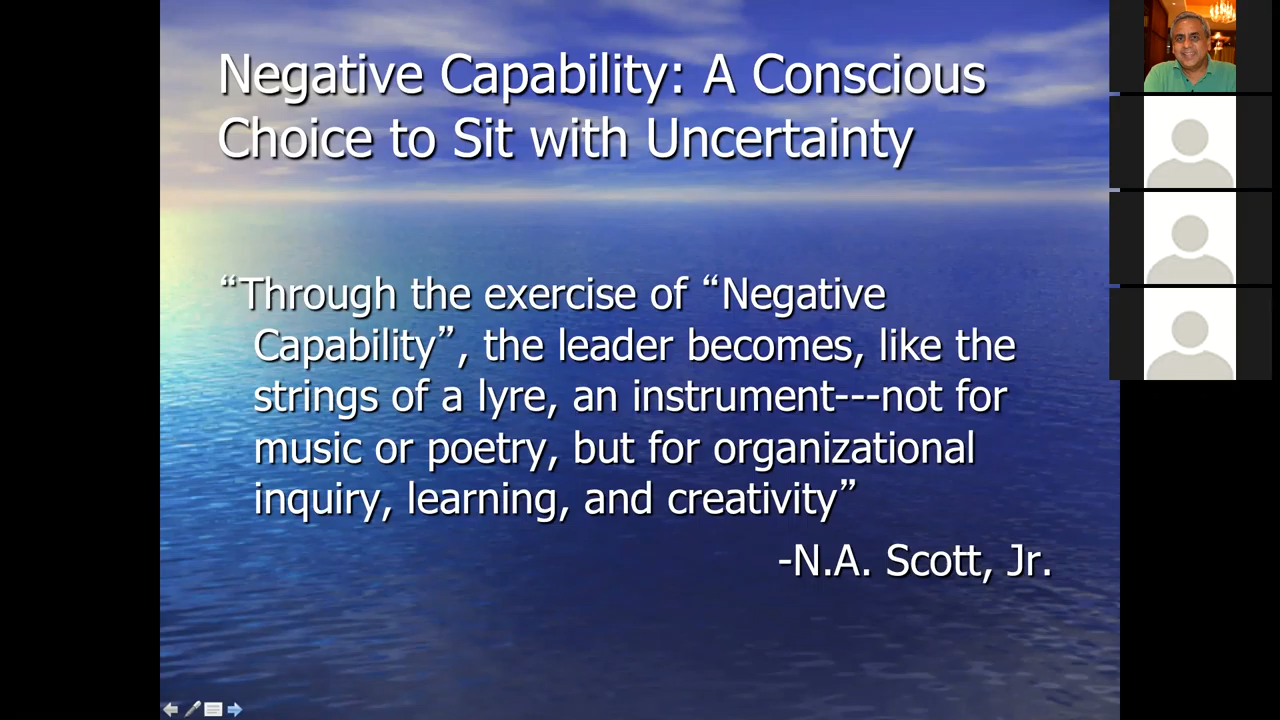 Negative Capability: A Conscious
Choice to Sit with Uncertainty
“Through the exercise of “Negative
Capability”, the leader becomes, like the
strings of a lyre, an instrument---not for
music or poetry, but for organizational
inquiry, learning, and creativity”
-N.A. Scott, Jr.